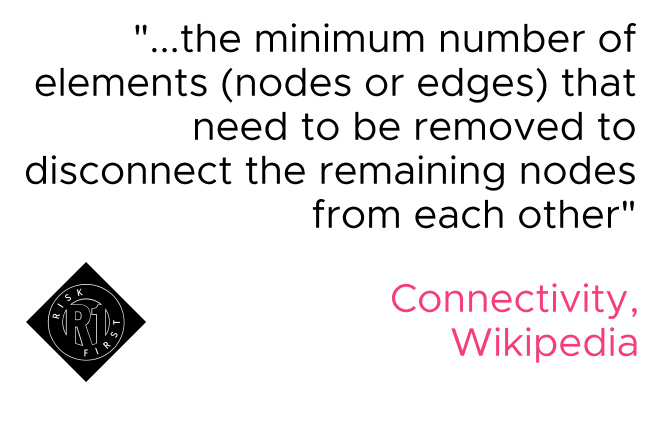 "...the minimum number of
elements (nodes or edges) that
need to be removed to
disconnect the remaining nodes
from each other"
Connectivity,
Wikipedia
RISK
R1
FIRST